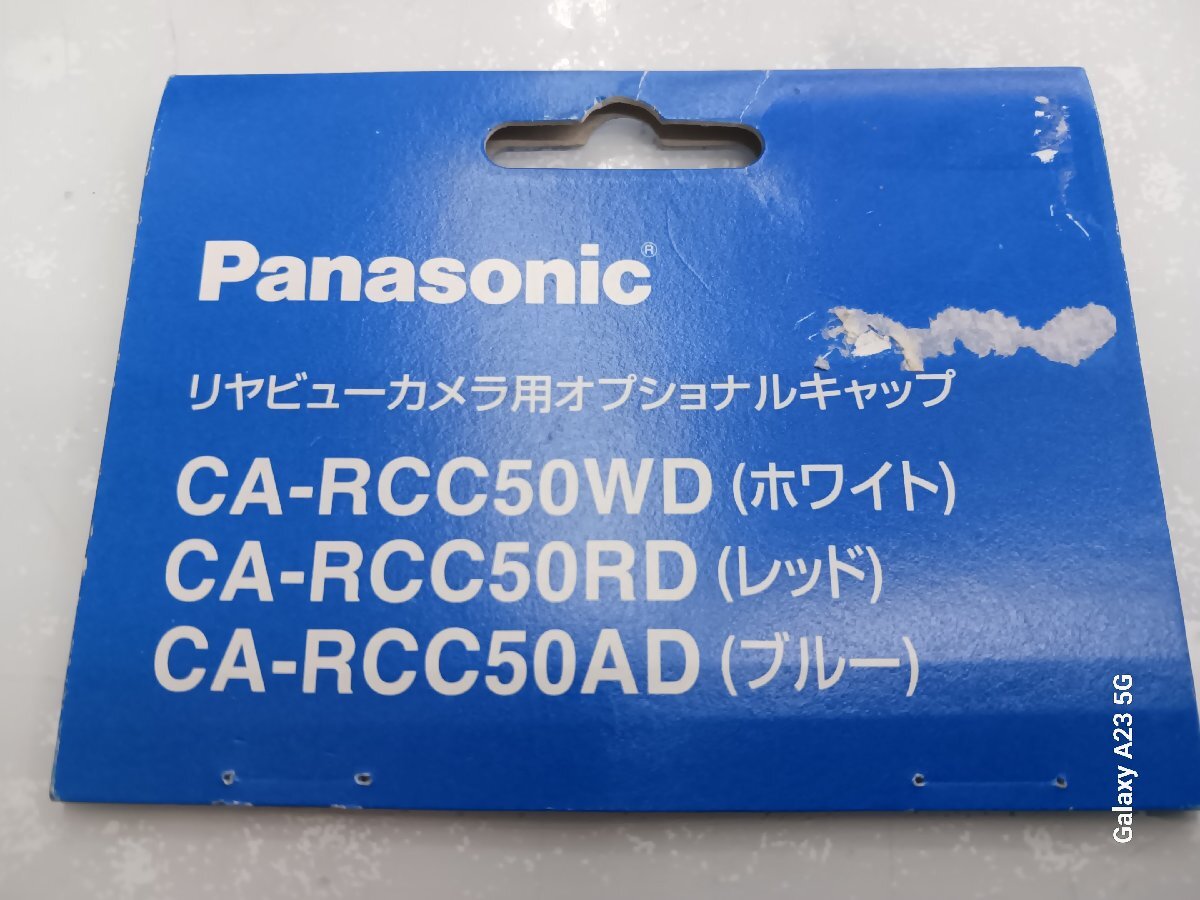 Panasonic®
リヤビューカメラ用オプショナルキャップ
CA-RCC50WD (ホワイト)
CA-RCC50RD (レッド)
CA-RCC50AD (ブルー)
Galaxy A23 5G